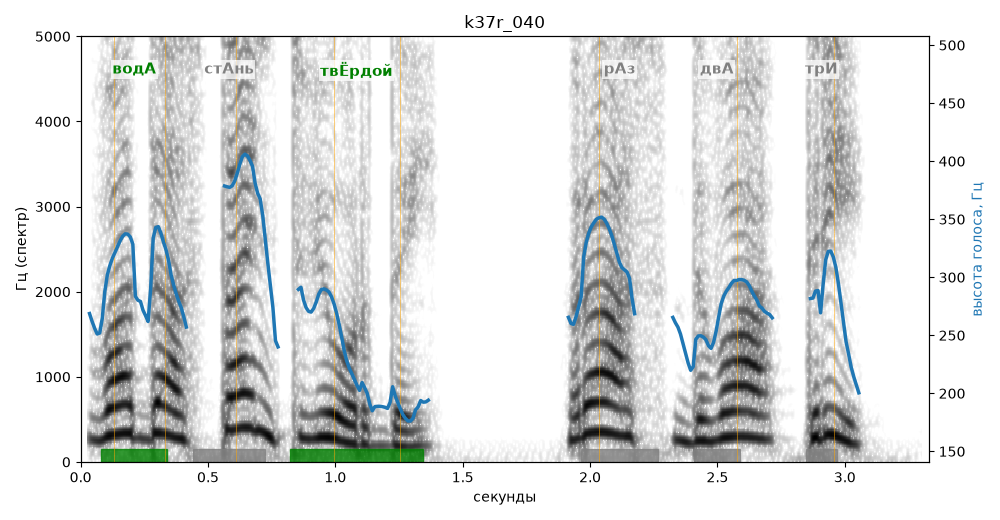 k37r_040
водА стАнь твЁрдой рАз двА трИ
5000
4000
3000
2000
1000
0
Гц (спектр)
500
450
400
350
300
250
200
150
высота голоса, Гц
0.0 0.5 1.0 1.5 2.0 2.5 3.0
секунды